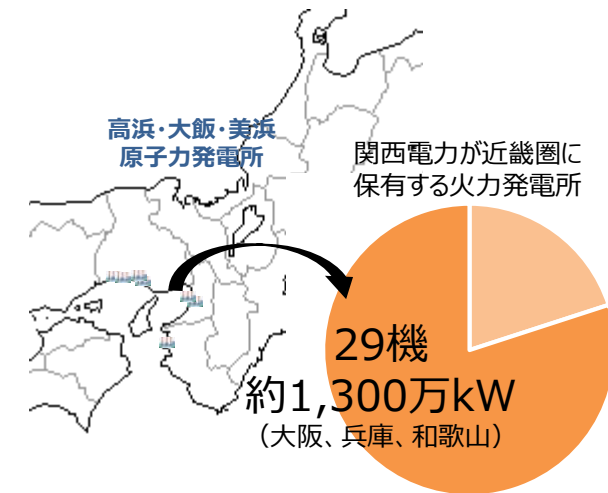 高浜・大飯・美浜
原子力発電所
関西電力が近畿圏に
保有する火力発電所
29機
約1,300万kW
（大阪、兵庫、和歌山）